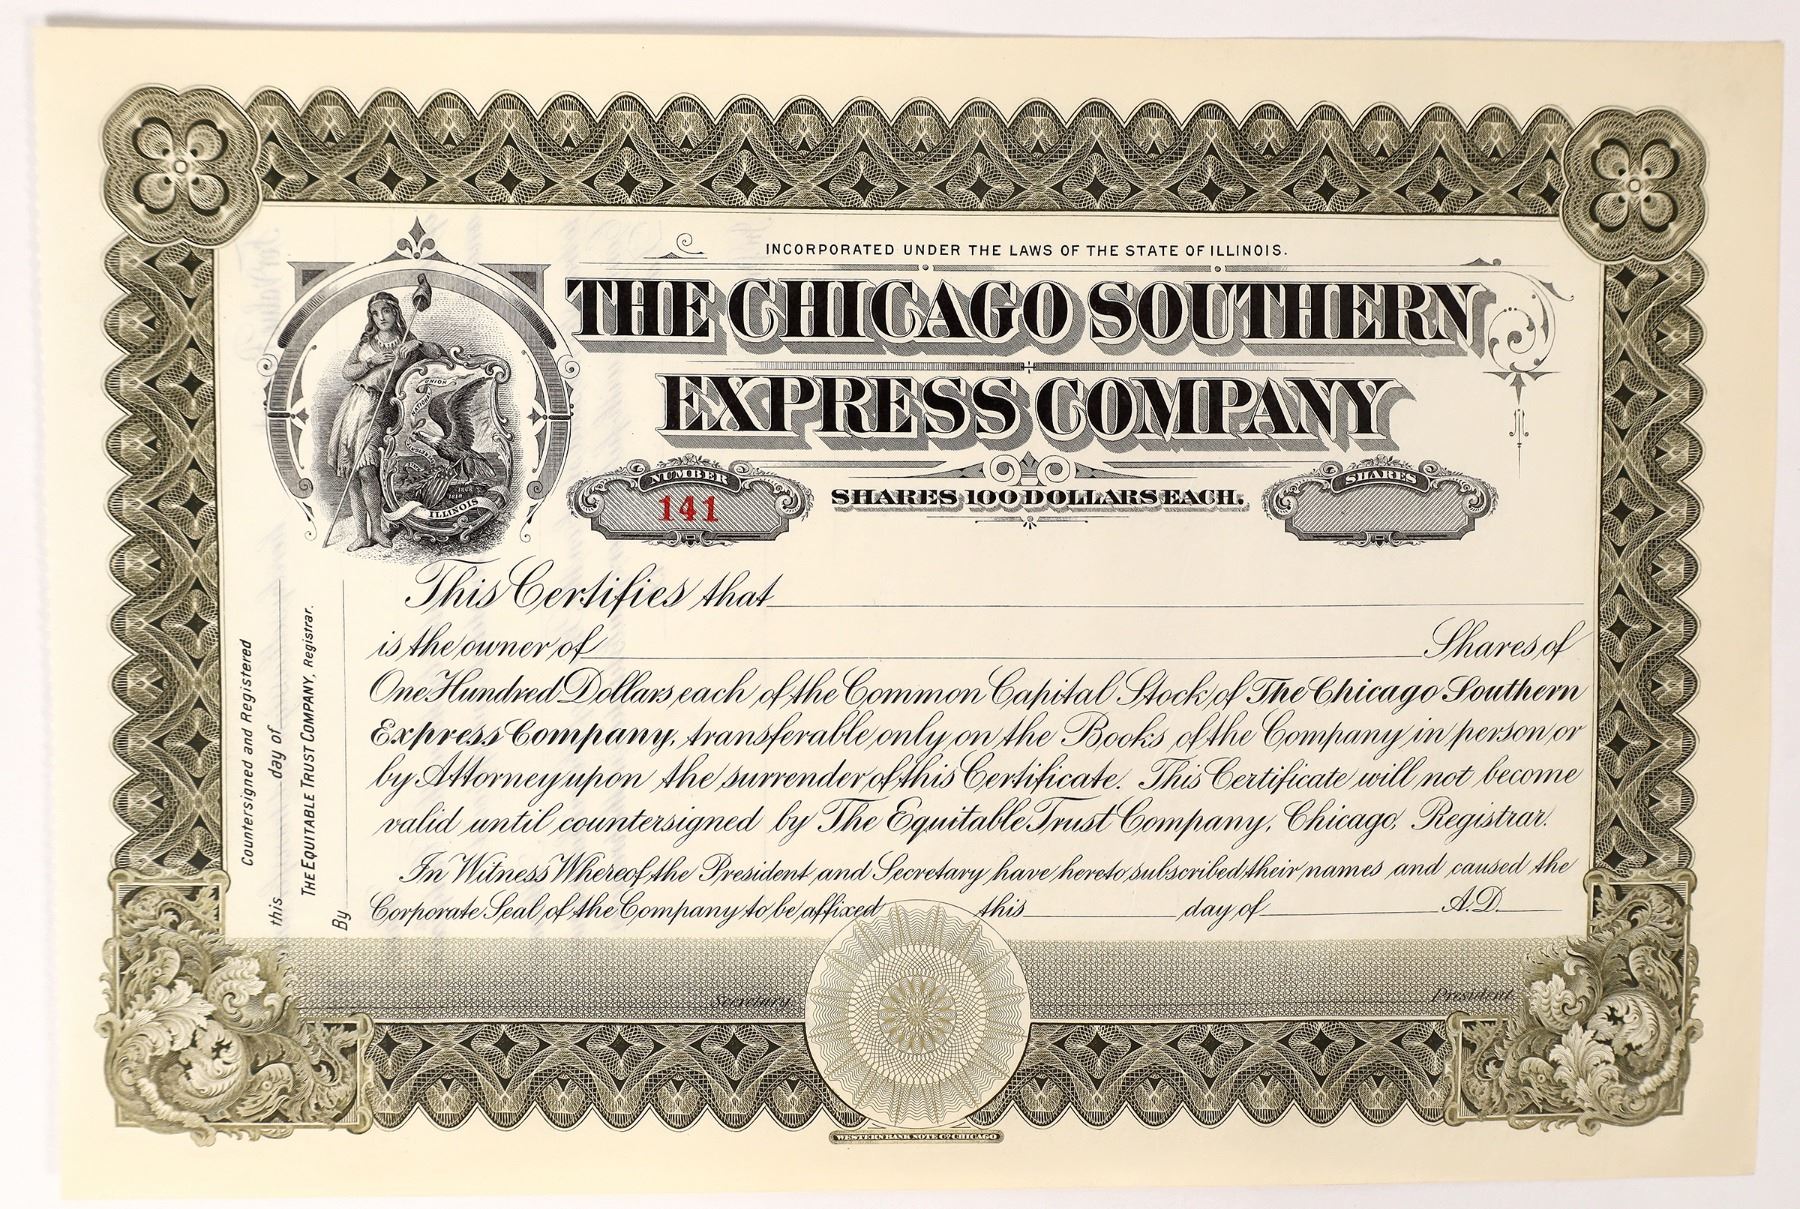 INCORPORATED UNDER THE LAWS OF THE STATE OF ILLINOIS.
THE CHICAGO SOUTHERN
EXPRESS COMPANY
NUMBER
141
SHARES 100 DOLLARS EACH.
SHARES
UNION
NATIONAL
1868
1818
ILLINOIS
This Certifies that
is the owner of Shares of
One Hundred Dollars each of the Common Capital Stock of The Chicago Southern
Express Company, transferable only on the Books of the Company in person or
by Attorney upon the surrender of this Certificate. This Certificate will not become
valid until countersigned by The Equitable Trust Company, Chicago, Registrar.
In Witness Whereof, the President and Secretary have hereto subscribed their names and caused the
Corporate Seal of the Company to be affixed this day of A.D.
Secretary.
President.
Countersigned and Registered
this day of
THE EQUITABLE TRUST COMPANY, Registrar.
By
WESTERN BANK NOTE CO. CHICAGO